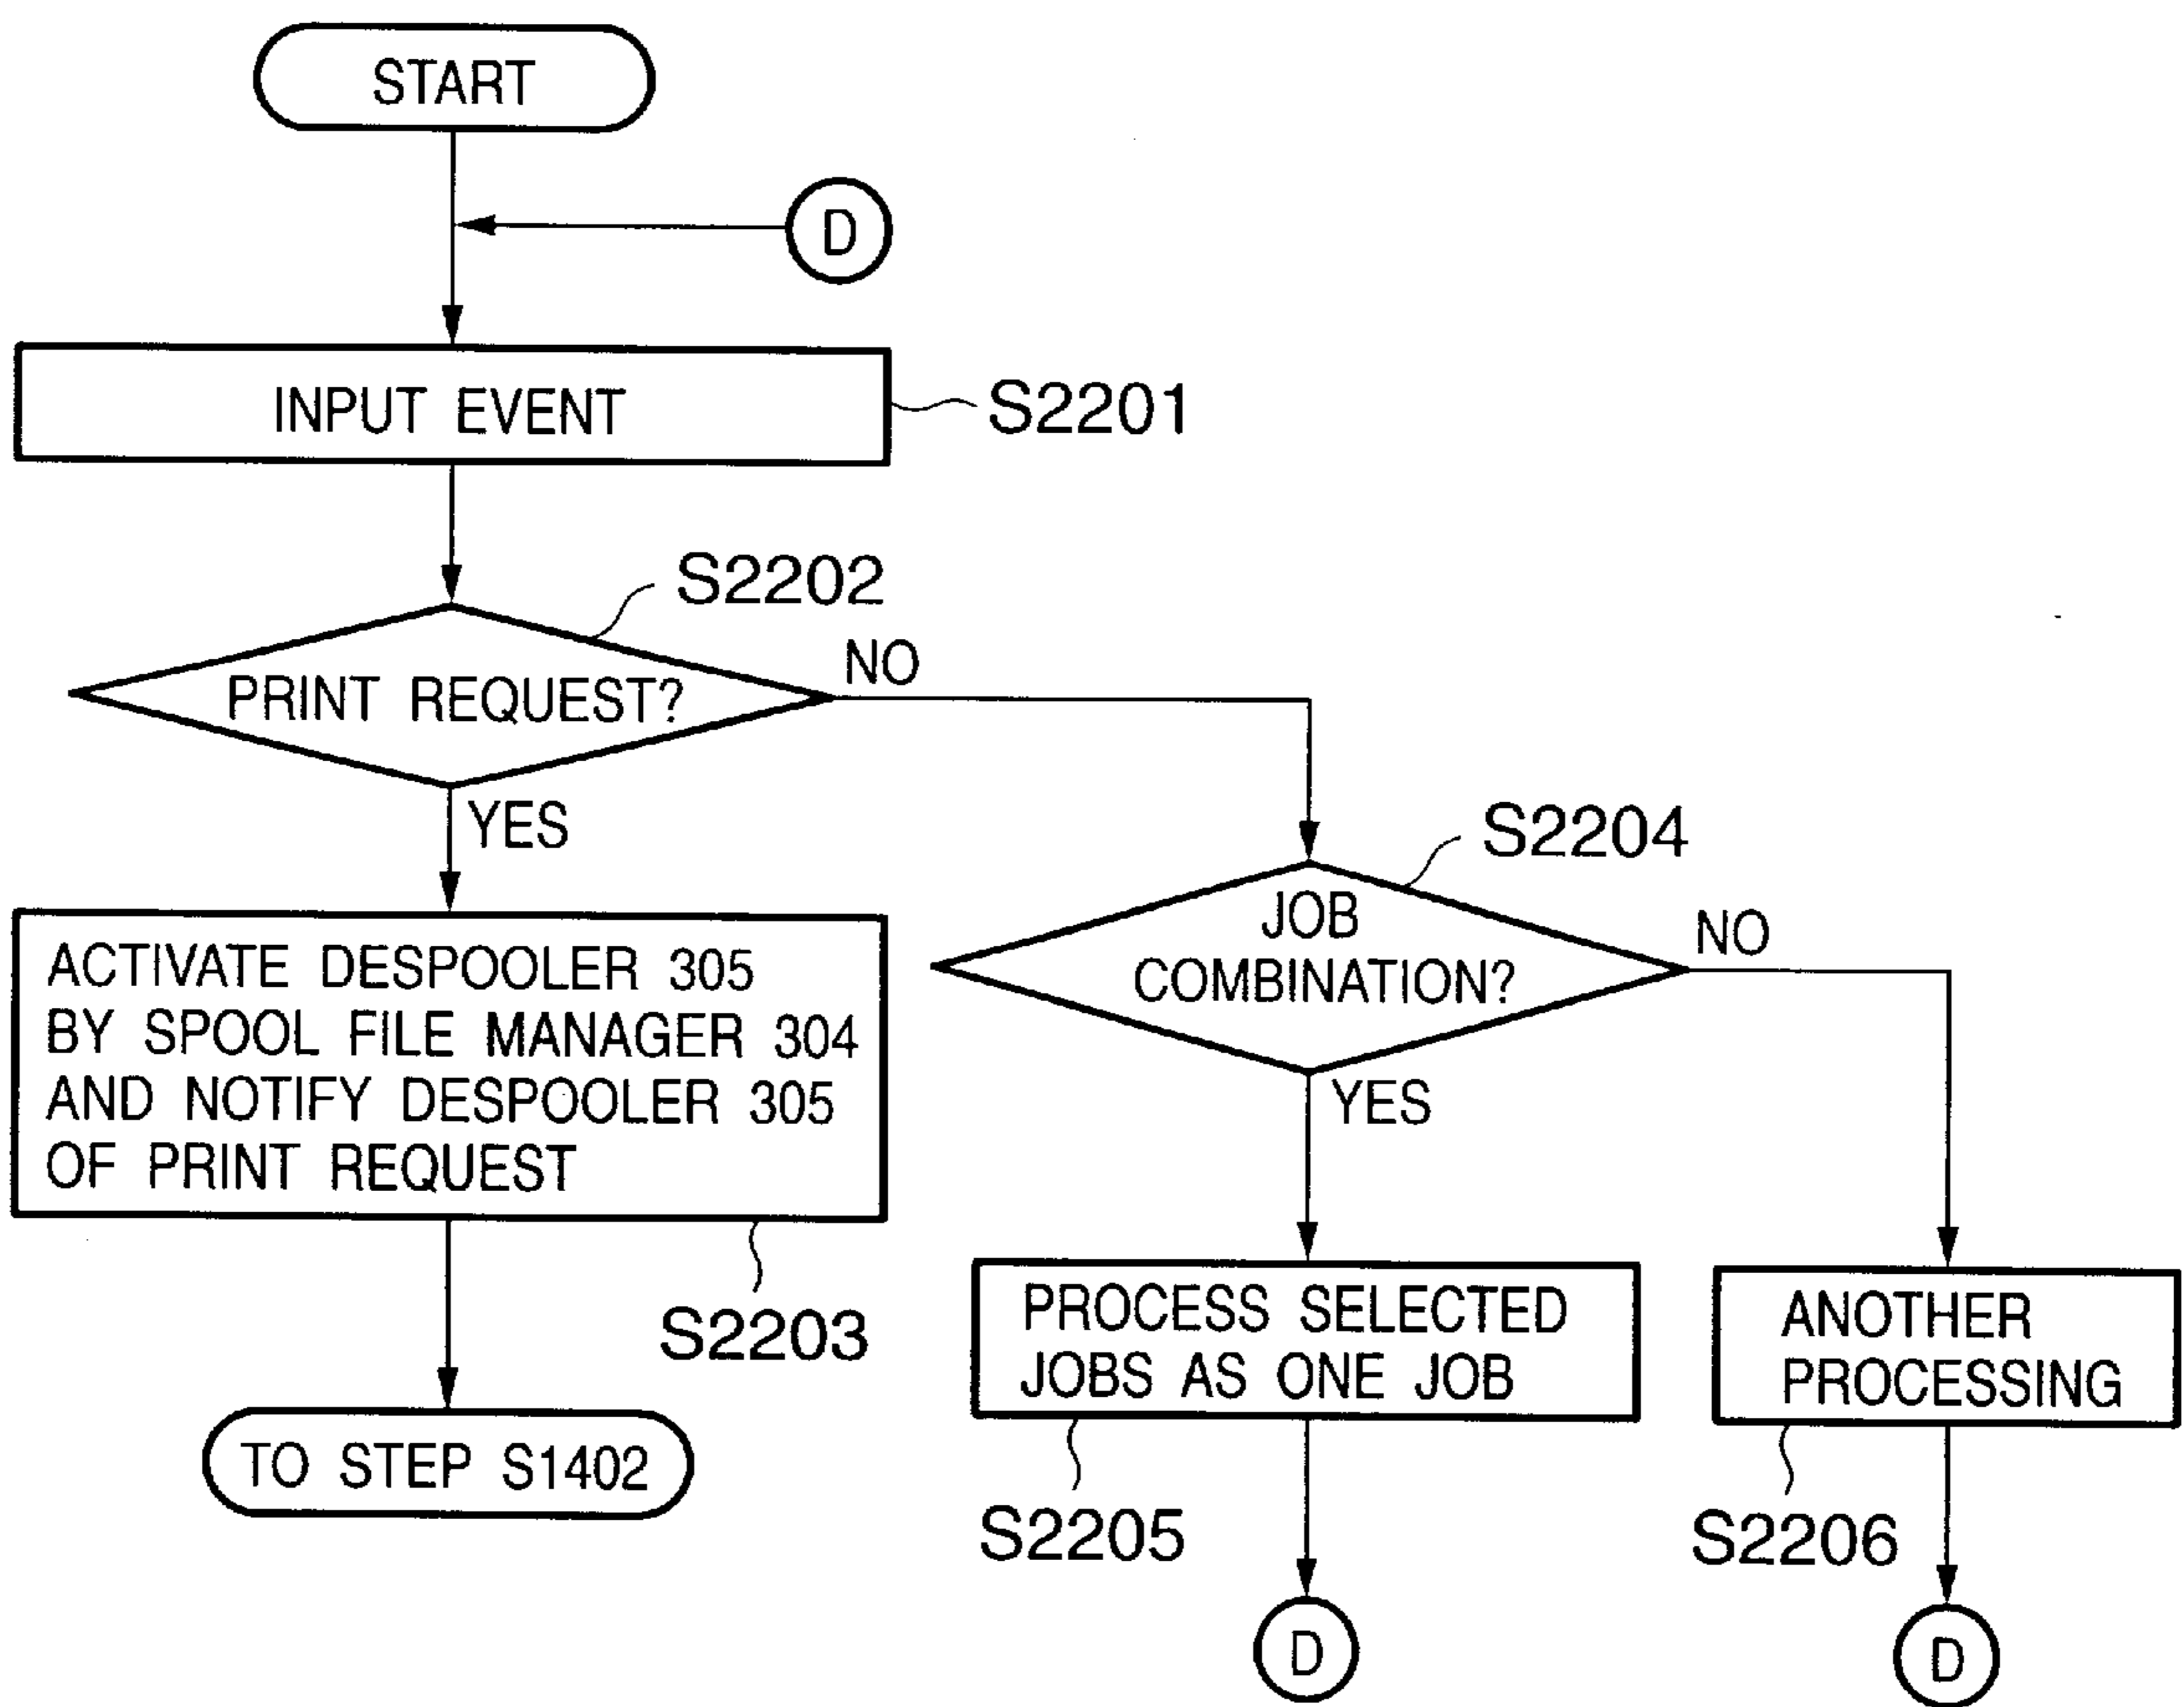 START
D
INPUT EVENT
S2201
S2202
PRINT REQUEST?
NO
YES
S2204
JOB
COMBINATION?
NO
YES
ACTIVATE DESPOOLER 305
BY SPOOL FILE MANAGER 304
AND NOTIFY DESPOOLER 305
OF PRINT REQUEST
S2203
TO STEP S1402
PROCESS SELECTED
JOBS AS ONE JOB
S2205
D
ANOTHER
PROCESSING
S2206
D